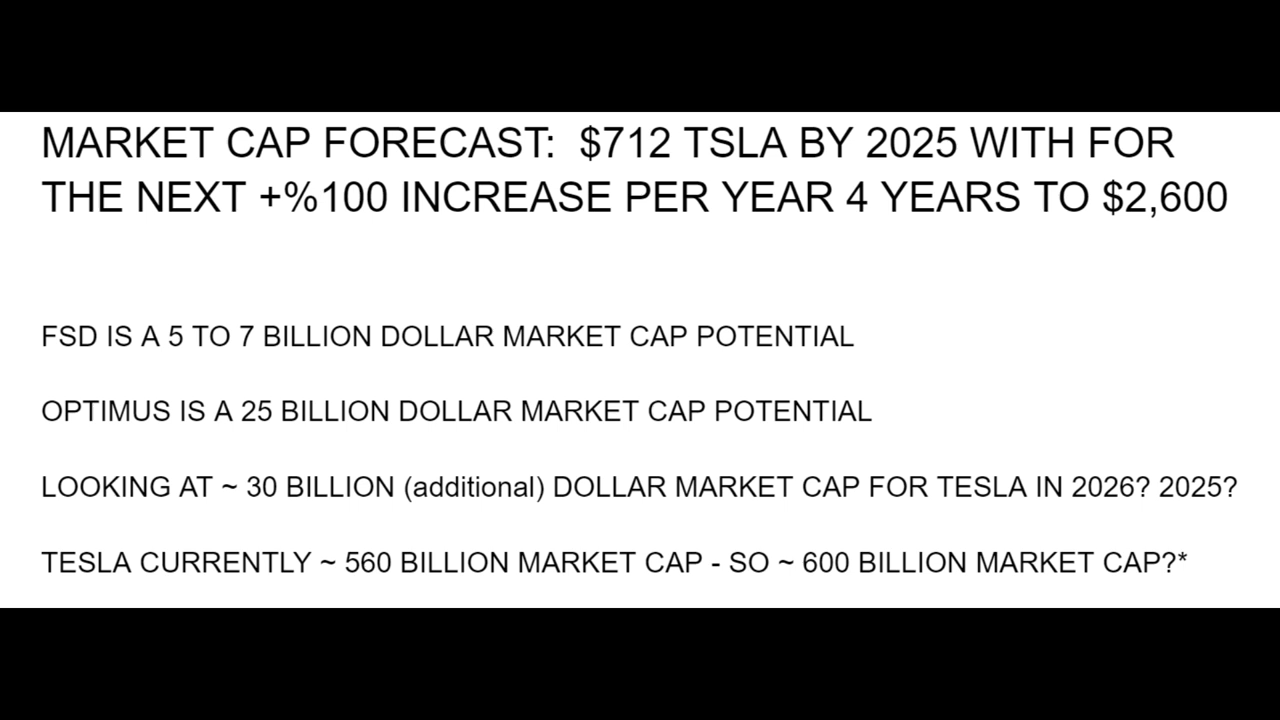 MARKET CAP FORECAST: $712 TSLA BY 2025 WITH FOR
THE NEXT +%100 INCREASE PER YEAR 4 YEARS TO $2,600
FSD IS A 5 TO 7 BILLION DOLLAR MARKET CAP POTENTIAL
OPTIMUS IS A 25 BILLION DOLLAR MARKET CAP POTENTIAL
LOOKING AT ~ 30 BILLION (additional) DOLLAR MARKET CAP FOR TESLA IN 2026? 2025?
TESLA CURRENTLY ~ 560 BILLION MARKET CAP - SO ~ 600 BILLION MARKET CAP?*